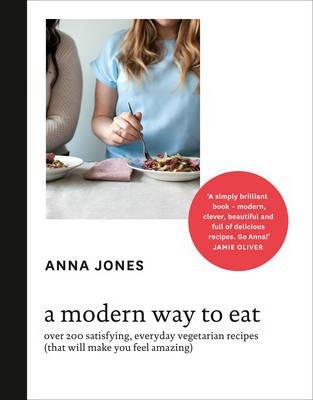 'A simply brilliant
book – modern,
clever, beautiful and
full of delicious
recipes. Go Anna!'
JAMIE OLIVER
ANNA JONES
a modern way to eat
over 200 satisfying, everyday vegetarian recipes
(that will make you feel amazing)